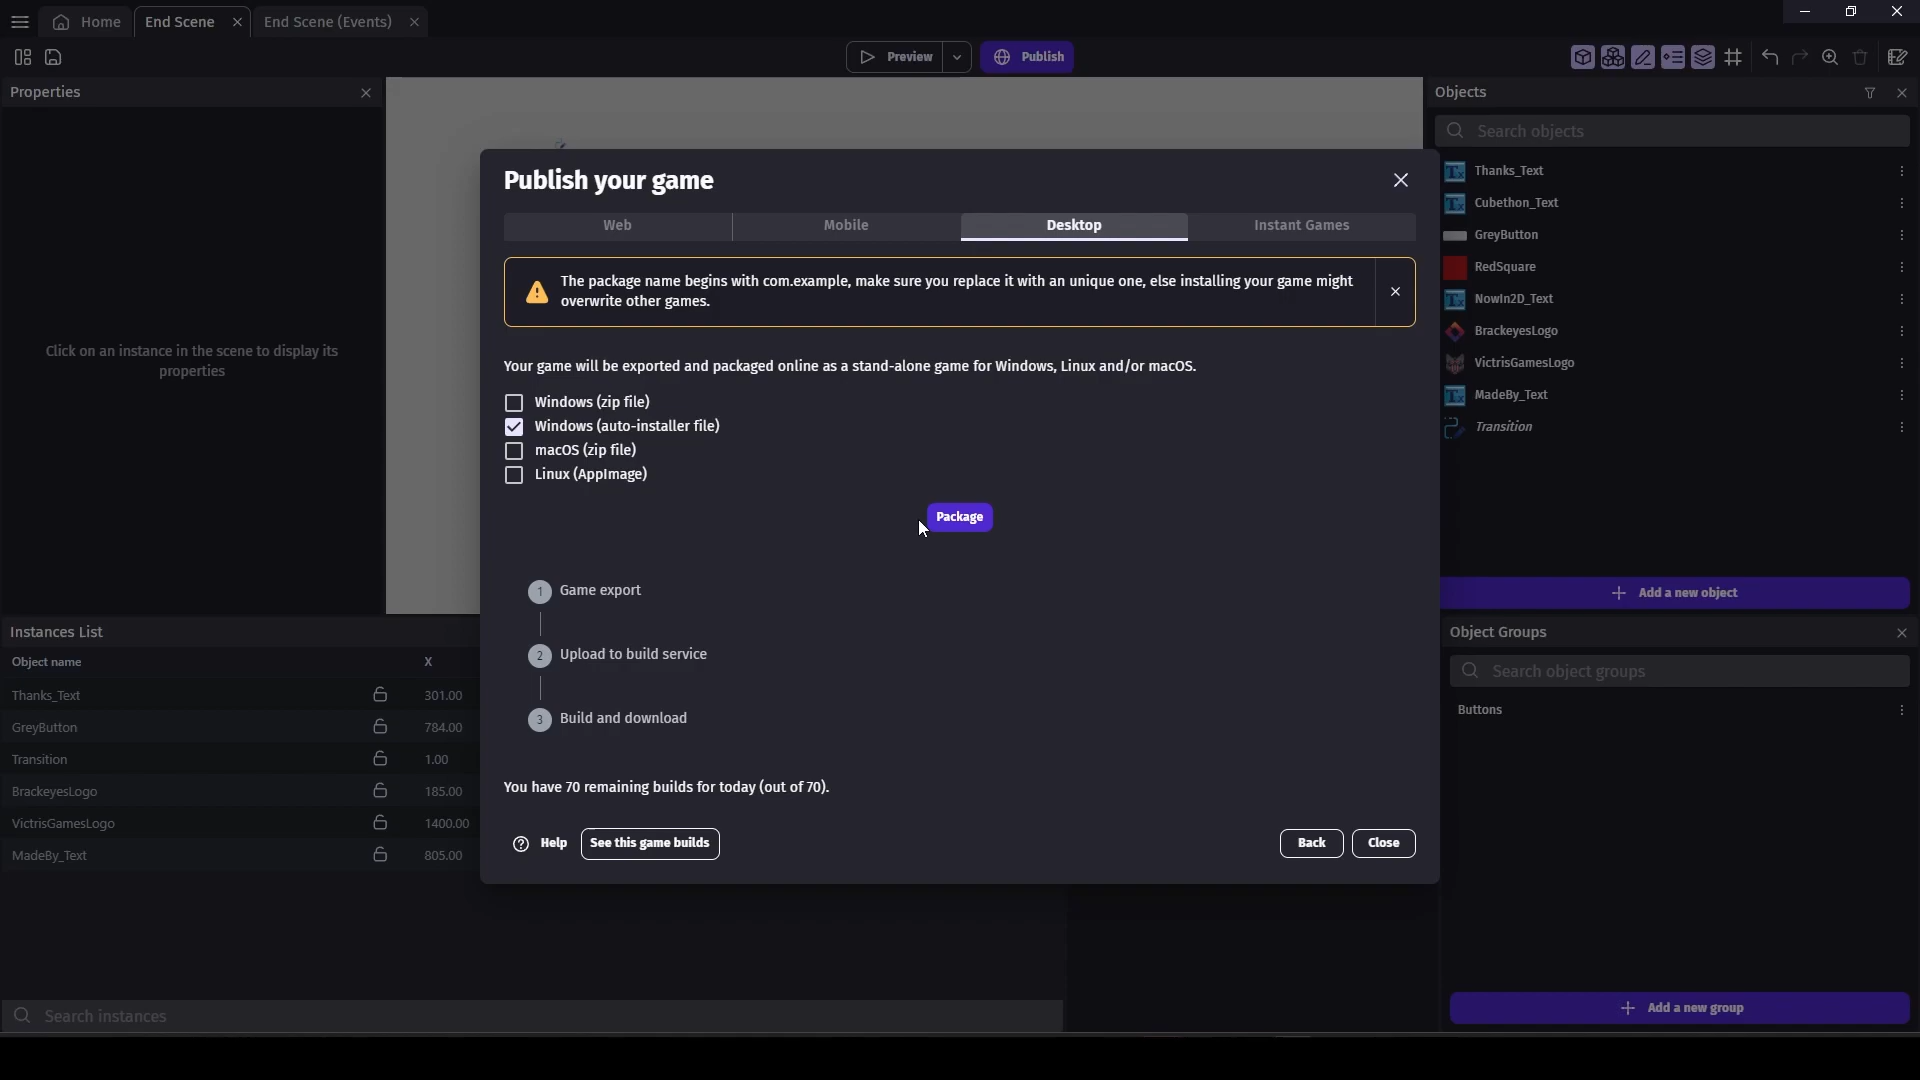 Home
End Scene
End Scene (Events)
Preview
Publish
Properties
Objects
Search objects
Click on an instance in the scene to display its
properties
Thanks_Text
Cubethon_Text
GreyButton
RedSquare
NowIn2D_Text
BrackeyesLogo
VictrisGamesLogo
MadeBy_Text
Transition
Add a new object
Publish your game
Web
Mobile
Desktop
Instant Games
The package name begins with com.example, make sure you replace it with an unique one, else installing your game might
overwrite other games.
Your game will be exported and packaged online as a stand-alone game for Windows, Linux and/or macOS.
Windows (zip file)
Windows (auto-installer file)
macOS (zip file)
Linux (AppImage)
Package
1 Game export
2 Upload to build service
3 Build and download
You have 70 remaining builds for today (out of 70).
Help
See this game builds
Back
Close
Instances List
Object name X
Thanks_Text 301.00
GreyButton 784.00
Transition 1.00
BrackeyesLogo 185.00
VictrisGamesLogo 1400.00
MadeBy_Text 805.00
Search instances
Object Groups
Search object groups
Buttons
Add a new group